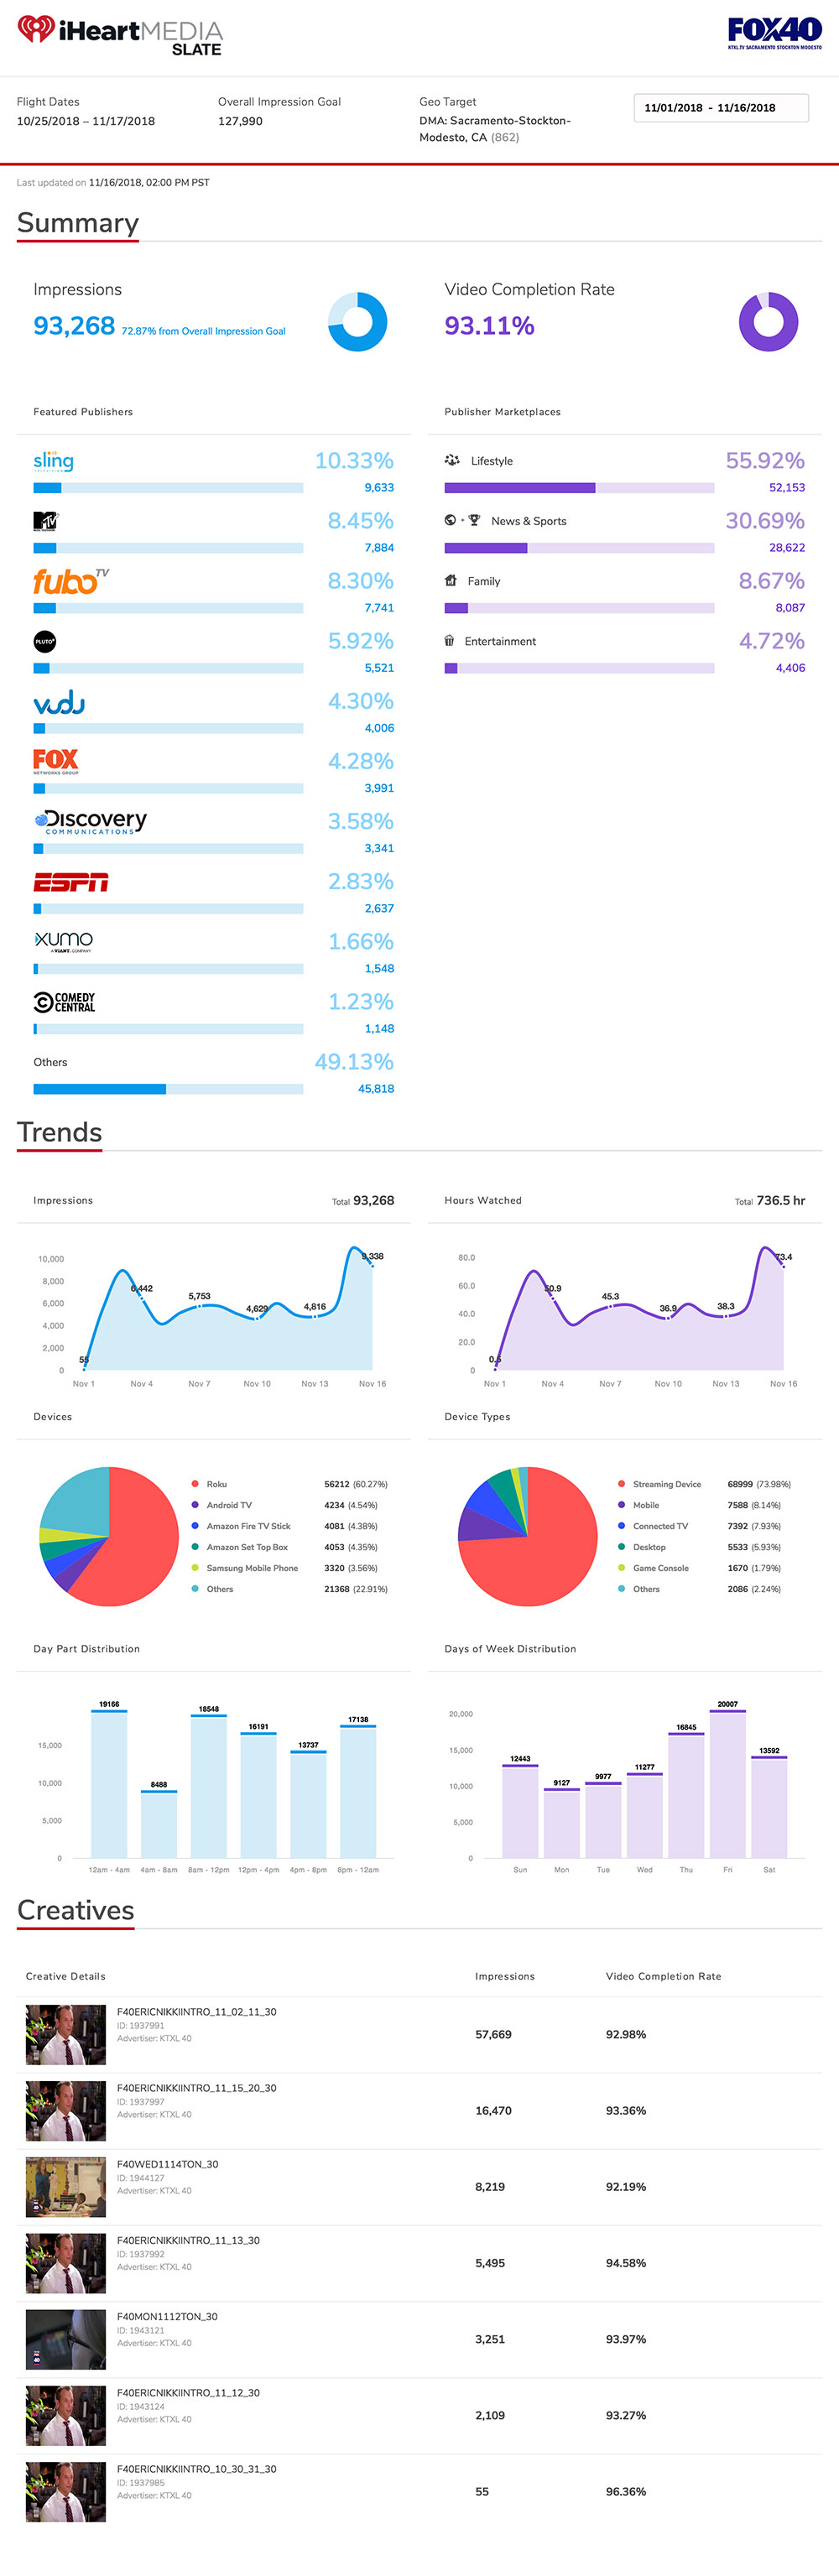 iHeartMEDIA
SLATE
FOX40
KTXL.TV SACRAMENTO STOCKTON MODESTO
Flight Dates
10/25/2018 – 11/17/2018
Overall Impression Goal
127,990
Geo Target
DMA: Sacramento-Stockton-
Modesto, CA (862)
11/01/2018 - 11/16/2018
Last updated on 11/16/2018, 02:00 PM PST
Summary
Impressions
93,268 72.87% from Overall Impression Goal
Video Completion Rate
93.11%
Featured Publishers
sling
TELEVISION
10.33%
9,633
MTV
8.45%
7,884
fuboTV
8.30%
7,741
PLUTO
5.92%
5,521
vudu
4.30%
4,006
FOX
NETWORKS GROUP
4.28%
3,991
Discovery
COMMUNICATIONS
3.58%
3,341
ESPN
2.83%
2,637
XUMO
A VIANT. COMPANY
1.66%
1,548
COMEDY
CENTRAL
1.23%
1,148
Others
49.13%
45,818
Publisher Marketplaces
Lifestyle
55.92%
52,153
News & Sports
30.69%
28,622
Family
8.67%
8,087
Entertainment
4.72%
4,406
Trends
Impressions
Total 93,268
10,000
8,000
6,000
4,000
2,000
0
55
6,442
5,753
4,629
4,816
9,338
Nov 1 Nov 4 Nov 7 Nov 10 Nov 13 Nov 16
Hours Watched
Total 736.5 hr
80.0
60.0
40.0
20.0
0
0.5
50.9
45.3
36.9
38.3
73.4
Nov 1 Nov 4 Nov 7 Nov 10 Nov 13 Nov 16
Devices
Roku 56212 (60.27%)
Android TV 4234 (4.54%)
Amazon Fire TV Stick 4081 (4.38%)
Amazon Set Top Box 4053 (4.35%)
Samsung Mobile Phone 3320 (3.56%)
Others 21368 (22.91%)
Device Types
Streaming Device 68999 (73.98%)
Mobile 7588 (8.14%)
Connected TV 7392 (7.93%)
Desktop 5533 (5.93%)
Game Console 1670 (1.79%)
Others 2086 (2.24%)
Day Part Distribution
15,000
10,000
5,000
0
19166
8488
18548
16191
13737
17138
12am - 4am 4am - 8am 8am - 12pm 12pm - 4pm 4pm - 8pm 8pm - 12am
Days of Week Distribution
20,000
15,000
10,000
5,000
0
12443
9127
9977
11277
16845
20007
13592
Sun Mon Tue Wed Thu Fri Sat
Creatives
Creative Details Impressions Video Completion Rate
F40ERICNIKKIINTRO_11_02_11_30
ID: 1937991
Advertiser: KTXL 40
57,669 92.98%
F40ERICNIKKIINTRO_11_15_20_30
ID: 1937997
Advertiser: KTXL 40
16,470 93.36%
F40WED1114TON_30
ID: 1944127
Advertiser: KTXL 40
8,219 92.19%
F40ERICNIKKIINTRO_11_13_30
ID: 1937992
Advertiser: KTXL 40
5,495 94.58%
F40MON1112TON_30
ID: 1943121
Advertiser: KTXL 40
3,251 93.97%
F40ERICNIKKIINTRO_11_12_30
ID: 1943124
Advertiser: KTXL 40
2,109 93.27%
F40ERICNIKKIINTRO_10_30_31_30
ID: 1937985
Advertiser: KTXL 40
55 96.36%